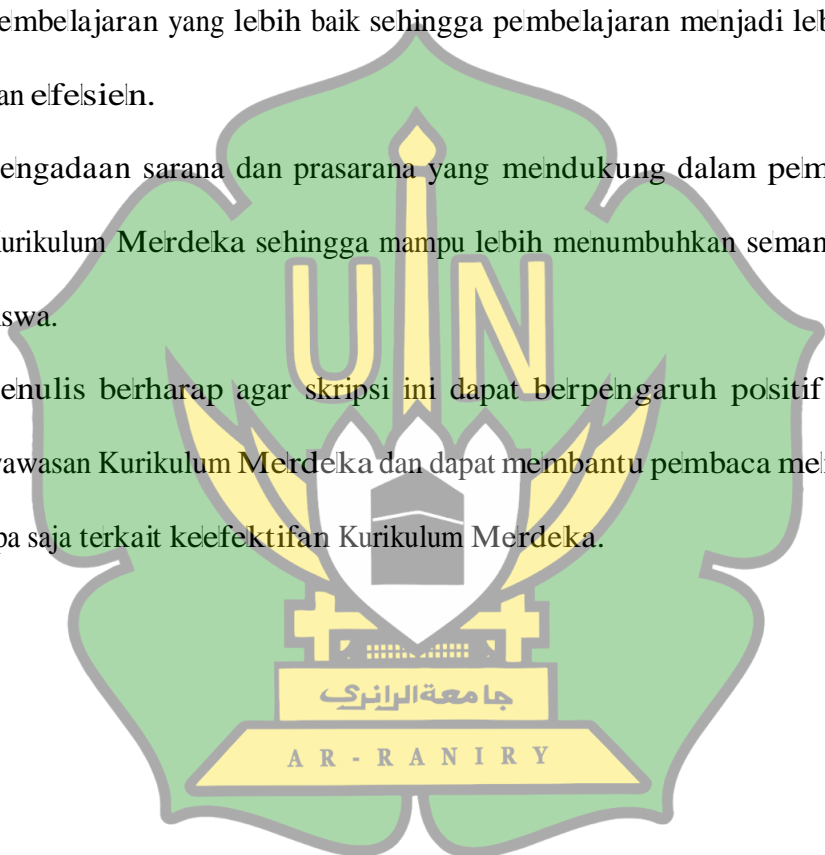 embelajaran yang lebih baik sehingga pembelajaran menjadi leb
an efesien.
engadaan sarana dan prasarana yang mendukung dalam pem
urikulum Merdeka sehingga mampu lebih menumbuhkan seman
swa.
enulis berharap agar skripsi ini dapat berpengaruh positif
awasan Kurikulum Merdeka dan dapat membantu pembaca me
pa saja terkait keefektifan Kurikulum Merdeka.
UIN
جامعة الرانري
AR-RANIRY